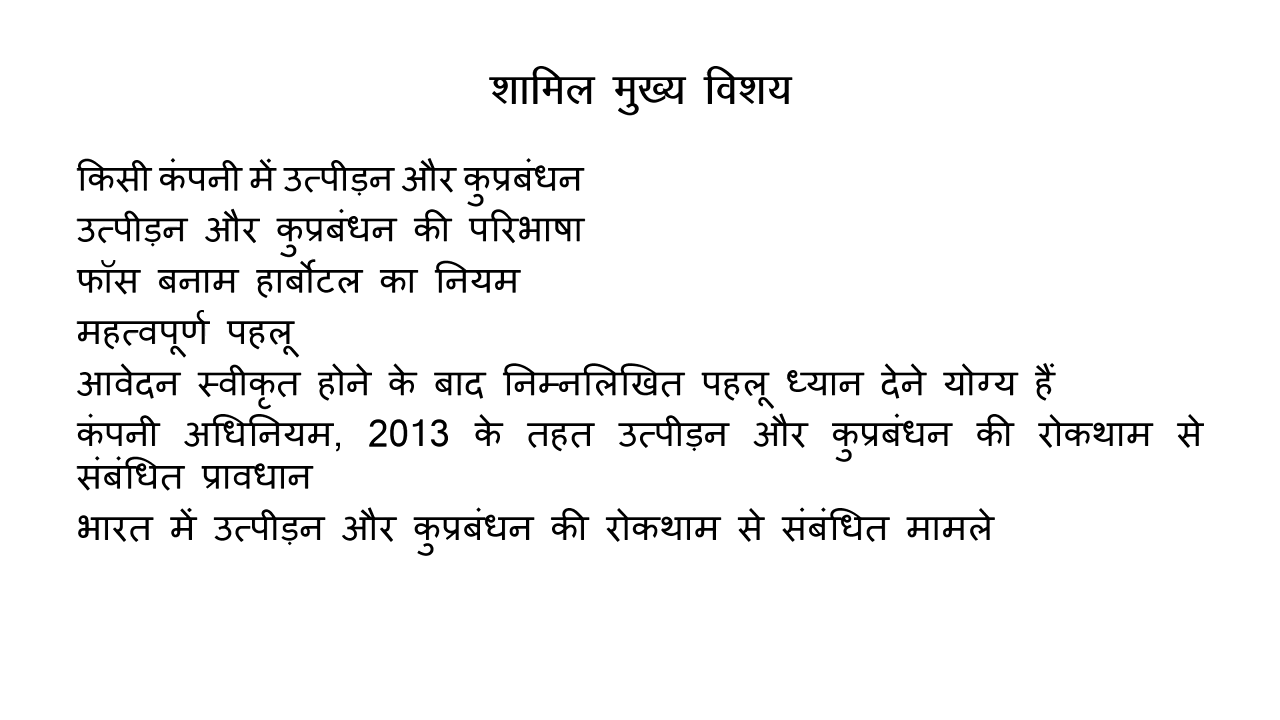 शामिल मुख्य विशय
किसी कंपनी में उत्पीड़न और कुप्रबंधन
उत्पीड़न और कुप्रबंधन की परिभाषा
फॉस बनाम हार्बोटल का नियम
महत्वपूर्ण पहलू
आवेदन स्वीकृत होने के बाद निम्नलिखित पहलू ध्यान देने योग्य हैं
कंपनी अधिनियम, 2013 के तहत उत्पीड़न और कुप्रबंधन की रोकथाम से
संबंधित प्रावधान
भारत में उत्पीड़न और कुप्रबंधन की रोकथाम से संबंधित मामले